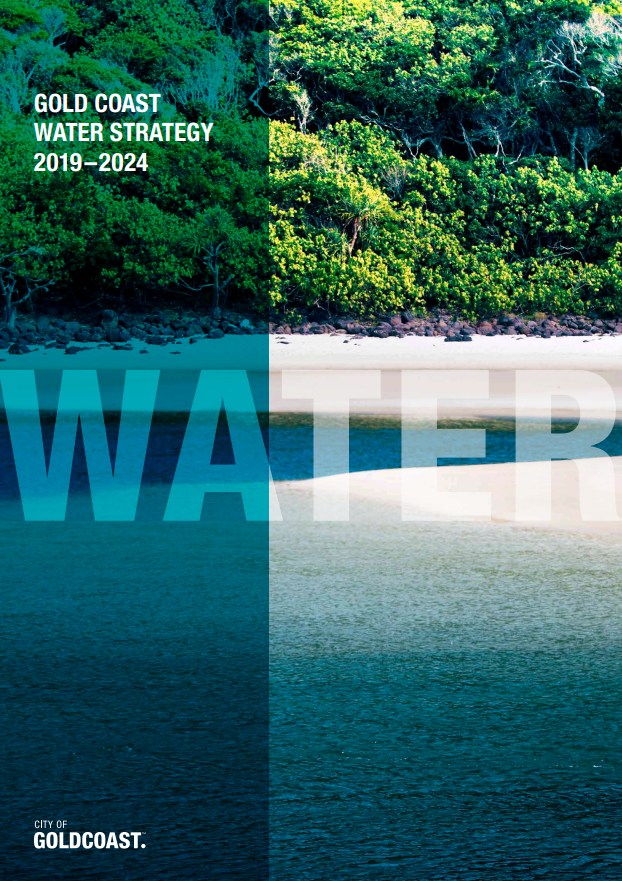 GOLD COAST
WATER STRATEGY
2019–2024
WATER
CITY OF
GOLDCOAST.